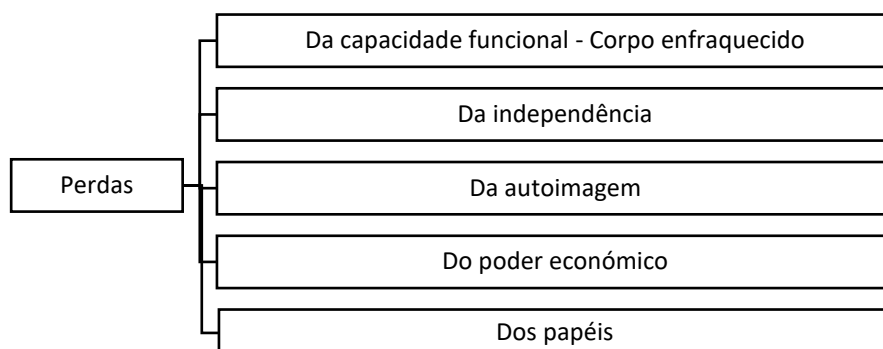 Perdas
Da capacidade funcional - Corpo enfraquecido
Da independência
Da autoimagem
Do poder económico
Dos papéis